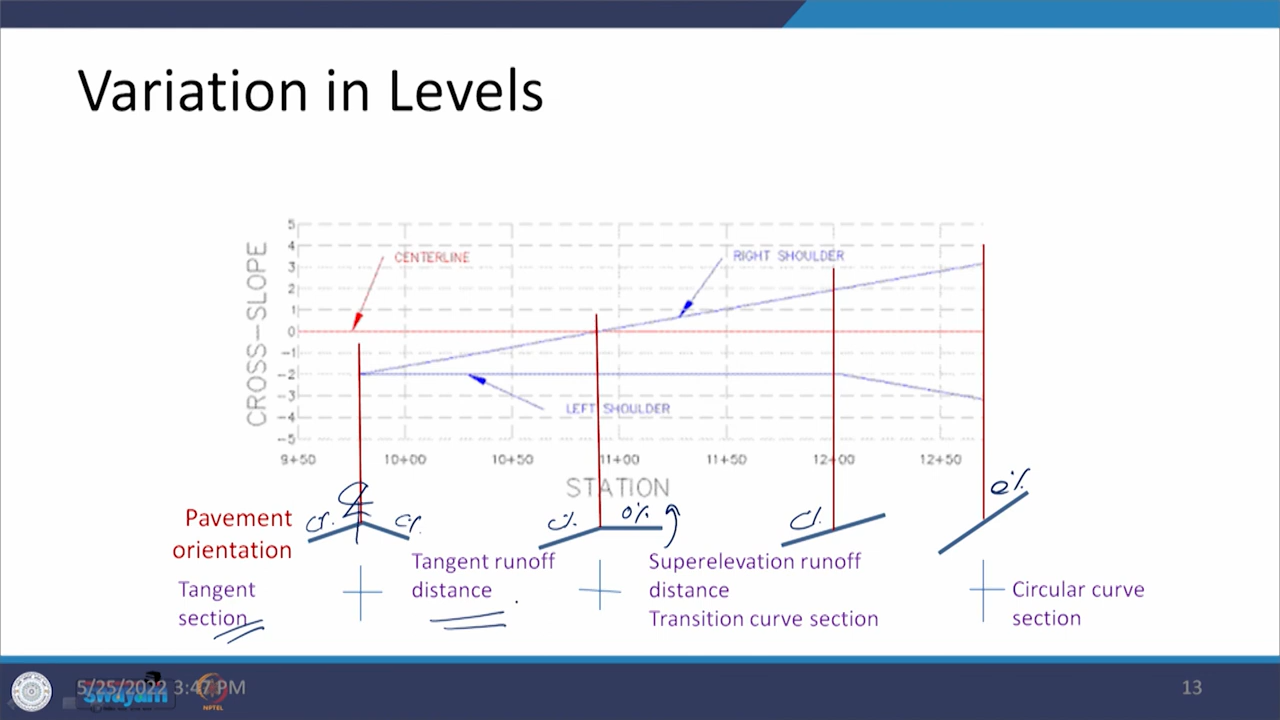 Variation in Levels
5
4
3
2
1
0
-1
-2
-3
-4
-5
CROSS-SLOPE
CENTERLINE
RIGHT SHOULDER
LEFT SHOULDER
9+50
10+00
10+50
11+00
11+50
12+00
12+50
STATION
e%
Pavement
orientation
c%
c%
c%
0%
c%
Tangent
section
Tangent runoff
distance
Superelevation runoff
distance
Transition curve section
Circular curve
section
5/25/2022 3:47 PM
swayam
NPTEL
13